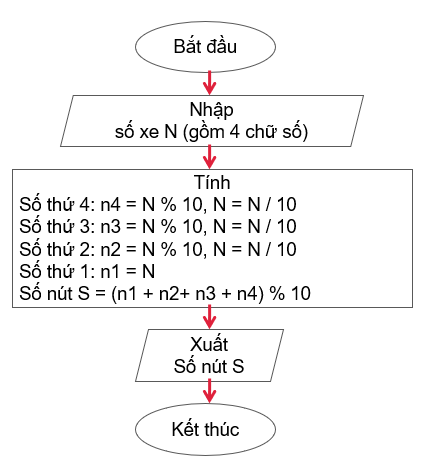 Bắt đầu
Nhập
số xe N (gồm 4 chữ số)
Tính
Số thứ 4: n4 = N % 10, N = N / 10
Số thứ 3: n3 = N % 10, N = N / 10
Số thứ 2: n2 = N % 10, N = N / 10
Số thứ 1: n1 = N
Số nút S = (n1 + n2+ n3 + n4) % 10
Xuất
Số nút S
Kết thúc